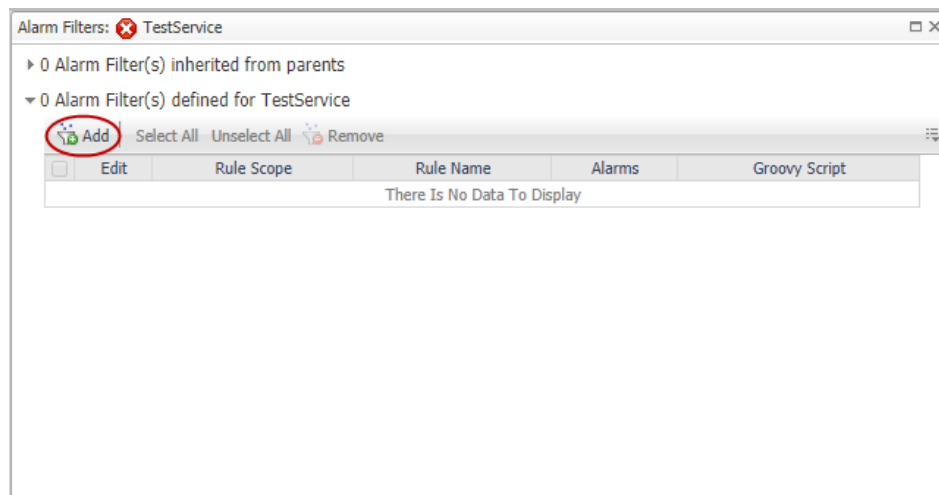 Alarm Filters: TestService
0 Alarm Filter(s) inherited from parents
0 Alarm Filter(s) defined for TestService
Add Select All Unselect All Remove
Edit Rule Scope Rule Name Alarms Groovy Script
There Is No Data To Display